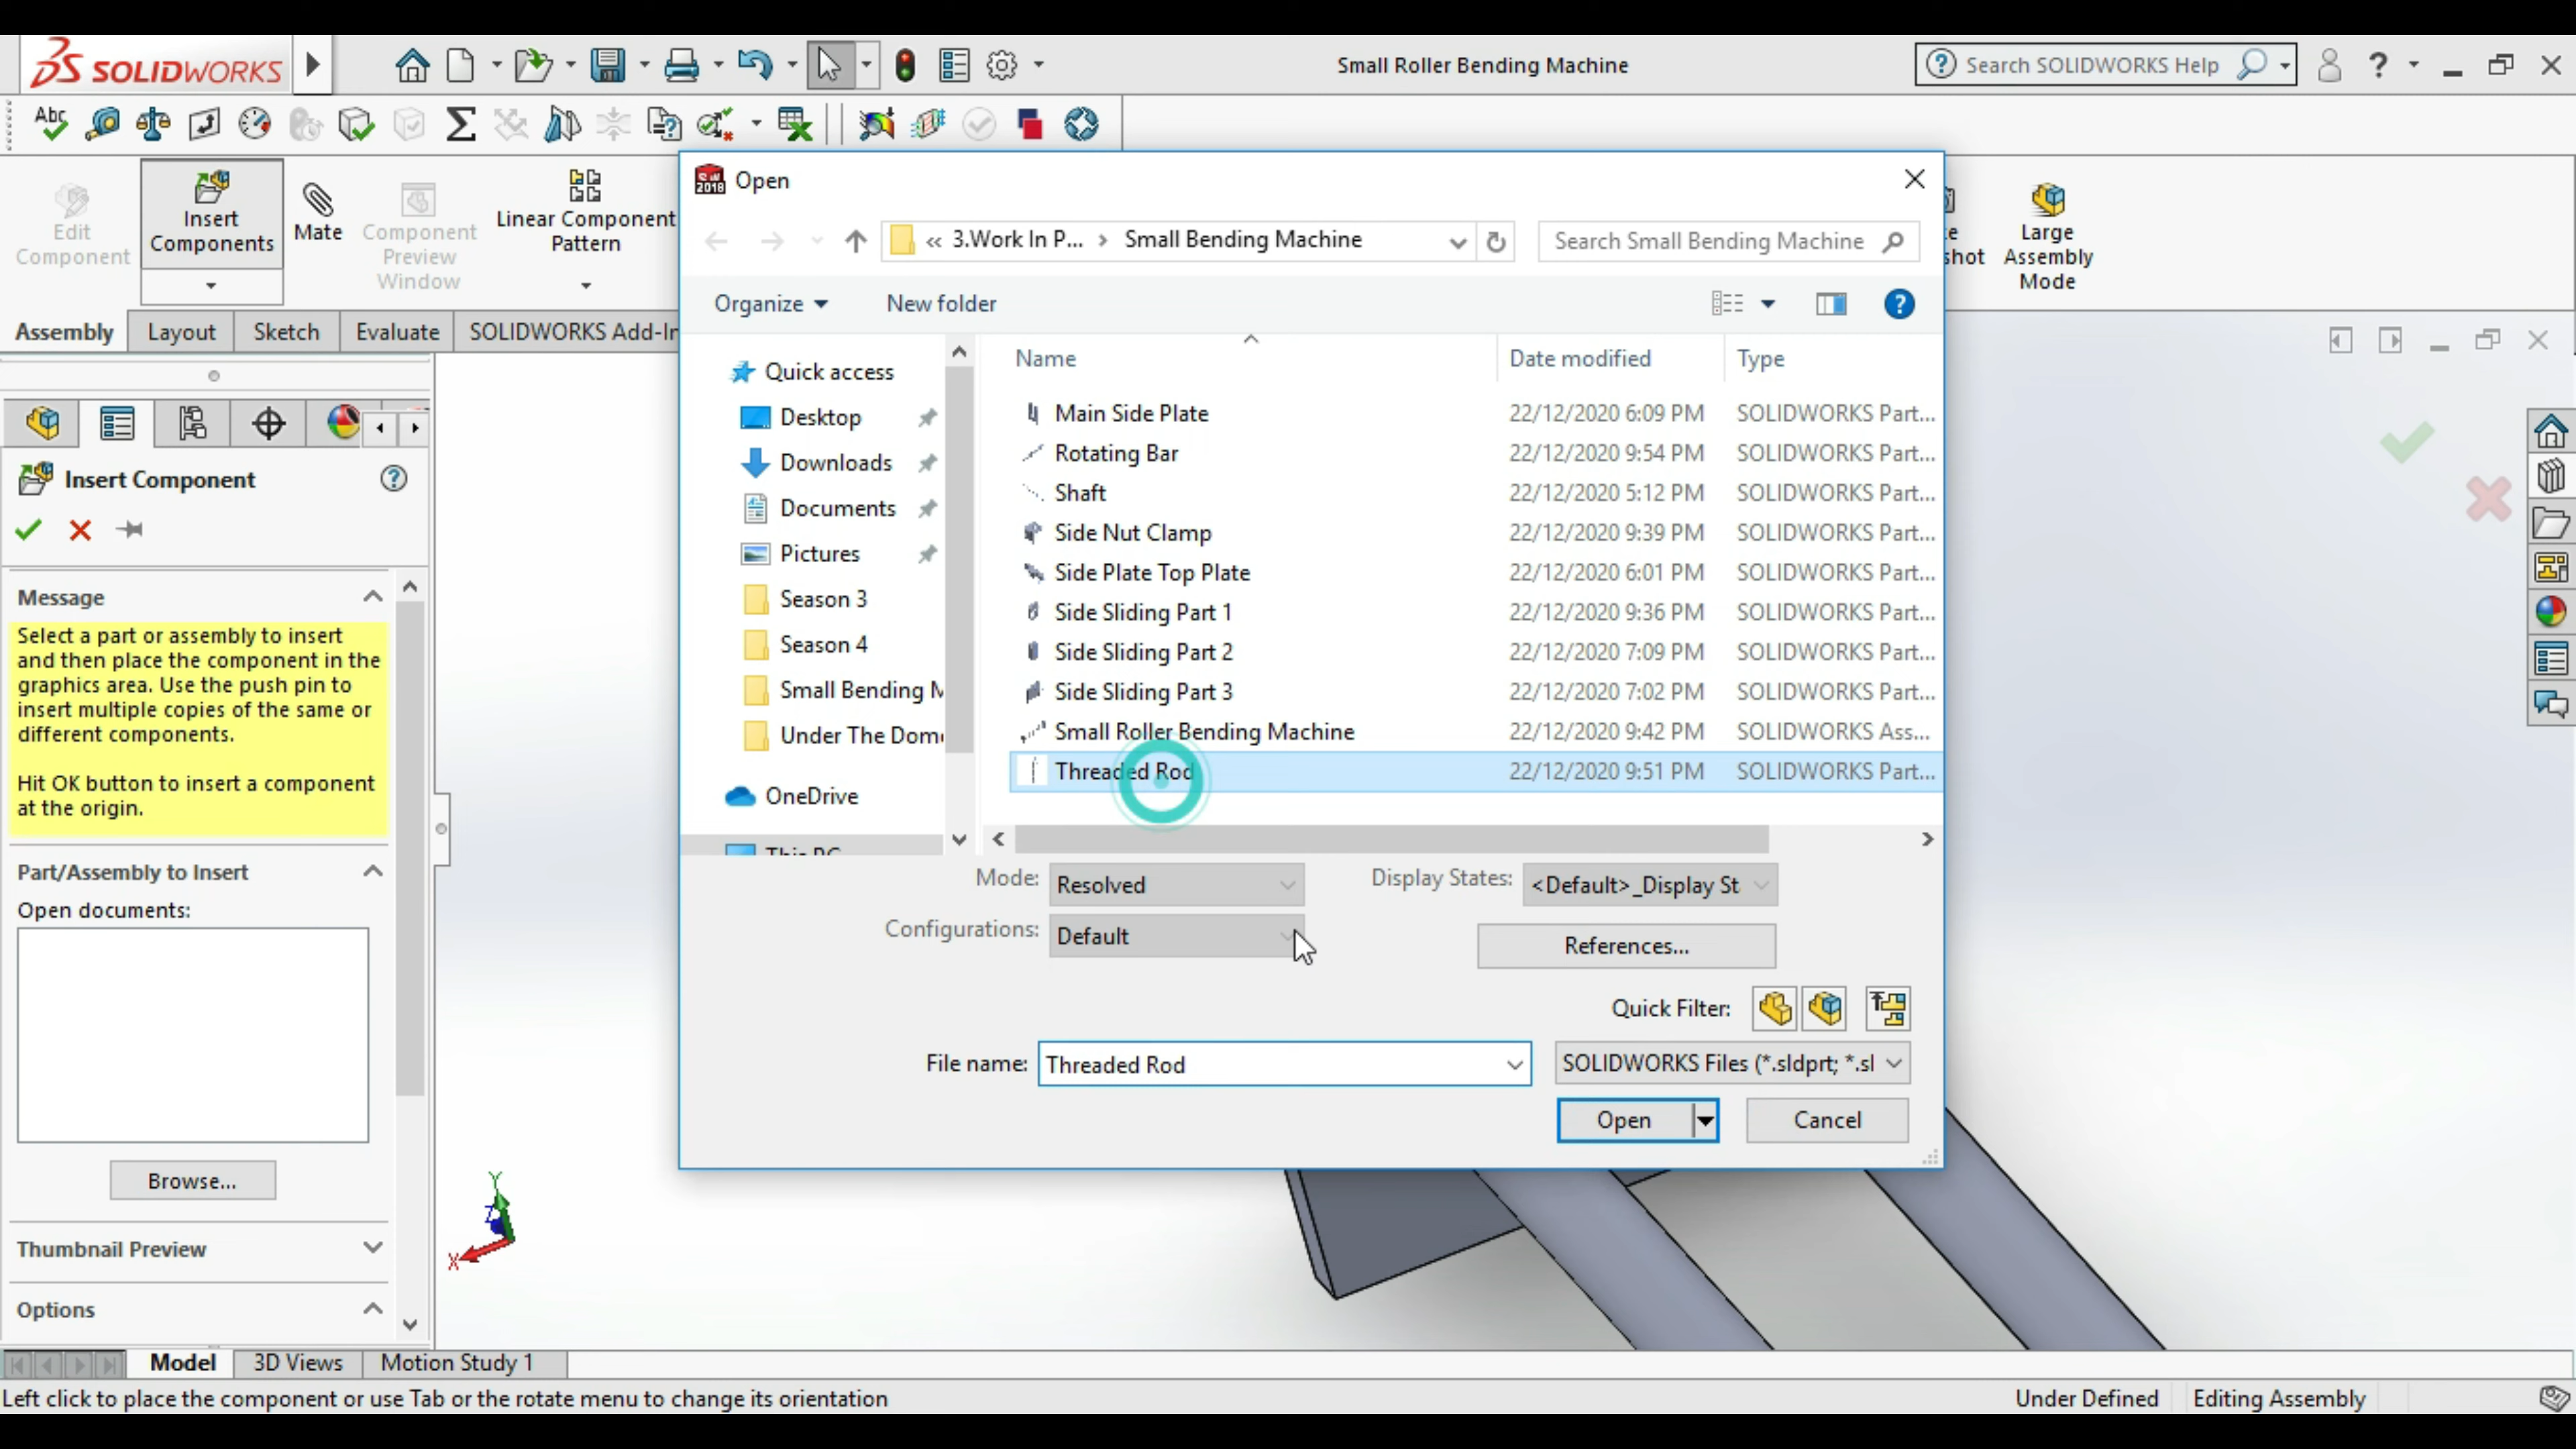 SOLIDWORKS
Small Roller Bending Machine
Search SOLIDWORKS Help
Abc
Edit
Component
Insert
Components
Mate
Component
Preview
Window
Linear Component
Pattern
Large
Assembly
Mode
Assembly
Layout
Sketch
Evaluate
SOLIDWORKS Add-In
Insert Component
Message
Select a part or assembly to insert
and then place the component in the
graphics area. Use the push pin to
insert multiple copies of the same or
different components.
Hit OK button to insert a component
at the origin.
Part/Assembly to Insert
Open documents:
Browse...
Thumbnail Preview
Options
Open
« 3.Work In P... › Small Bending Machine
Search Small Bending Machine
Organize
New folder
Quick access
Desktop
Downloads
Documents
Pictures
Season 3
Season 4
Small Bending M
Under The Dom
OneDrive
This PC
Name Date modified Type
Main Side Plate 22/12/2020 6:09 PM SOLIDWORKS Part...
Rotating Bar 22/12/2020 9:54 PM SOLIDWORKS Part...
Shaft 22/12/2020 5:12 PM SOLIDWORKS Part...
Side Nut Clamp 22/12/2020 9:39 PM SOLIDWORKS Part...
Side Plate Top Plate 22/12/2020 6:01 PM SOLIDWORKS Part...
Side Sliding Part 1 22/12/2020 9:36 PM SOLIDWORKS Part...
Side Sliding Part 2 22/12/2020 7:09 PM SOLIDWORKS Part...
Side Sliding Part 3 22/12/2020 7:02 PM SOLIDWORKS Part...
Small Roller Bending Machine 22/12/2020 9:42 PM SOLIDWORKS Ass...
Threaded Rod 22/12/2020 9:51 PM SOLIDWORKS Part...
Mode: Resolved
Display States: <Default>_Display St
Configurations: Default
References...
Quick Filter:
File name: Threaded Rod
SOLIDWORKS Files (*.sldprt; *.sl
Open
Cancel
Y
Z
X
Model
3D Views
Motion Study 1
Left click to place the component or use Tab or the rotate menu to change its orientation
Under Defined
Editing Assembly